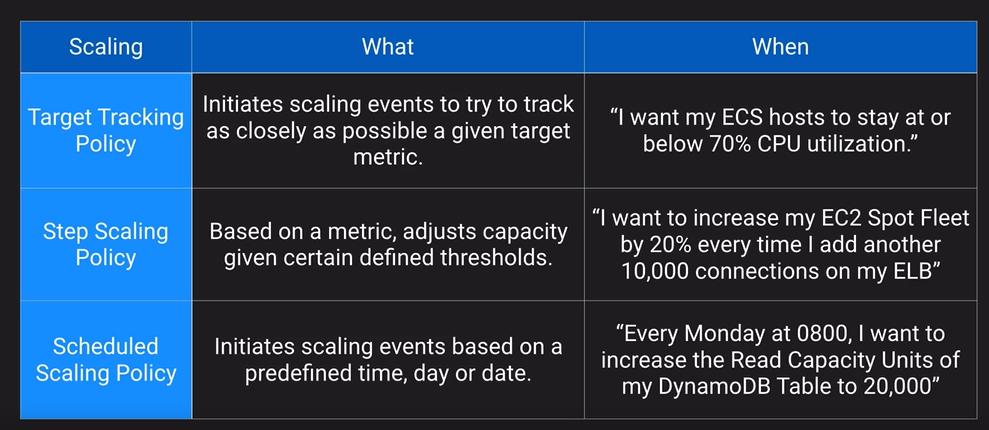 Scaling
What
When
Target Tracking
Policy
Initiates scaling events to try to track
as closely as possible a given target
metric.
“I want my ECS hosts to stay at or
below 70% CPU utilization.”
Step Scaling
Policy
Based on a metric, adjusts capacity
given certain defined thresholds.
“I want to increase my EC2 Spot Fleet
by 20% every time I add another
10,000 connections on my ELB”
Scheduled
Scaling Policy
Initiates scaling events based on a
predefined time, day or date.
“Every Monday at 0800, I want to
increase the Read Capacity Units of
my DynamoDB Table to 20,000”